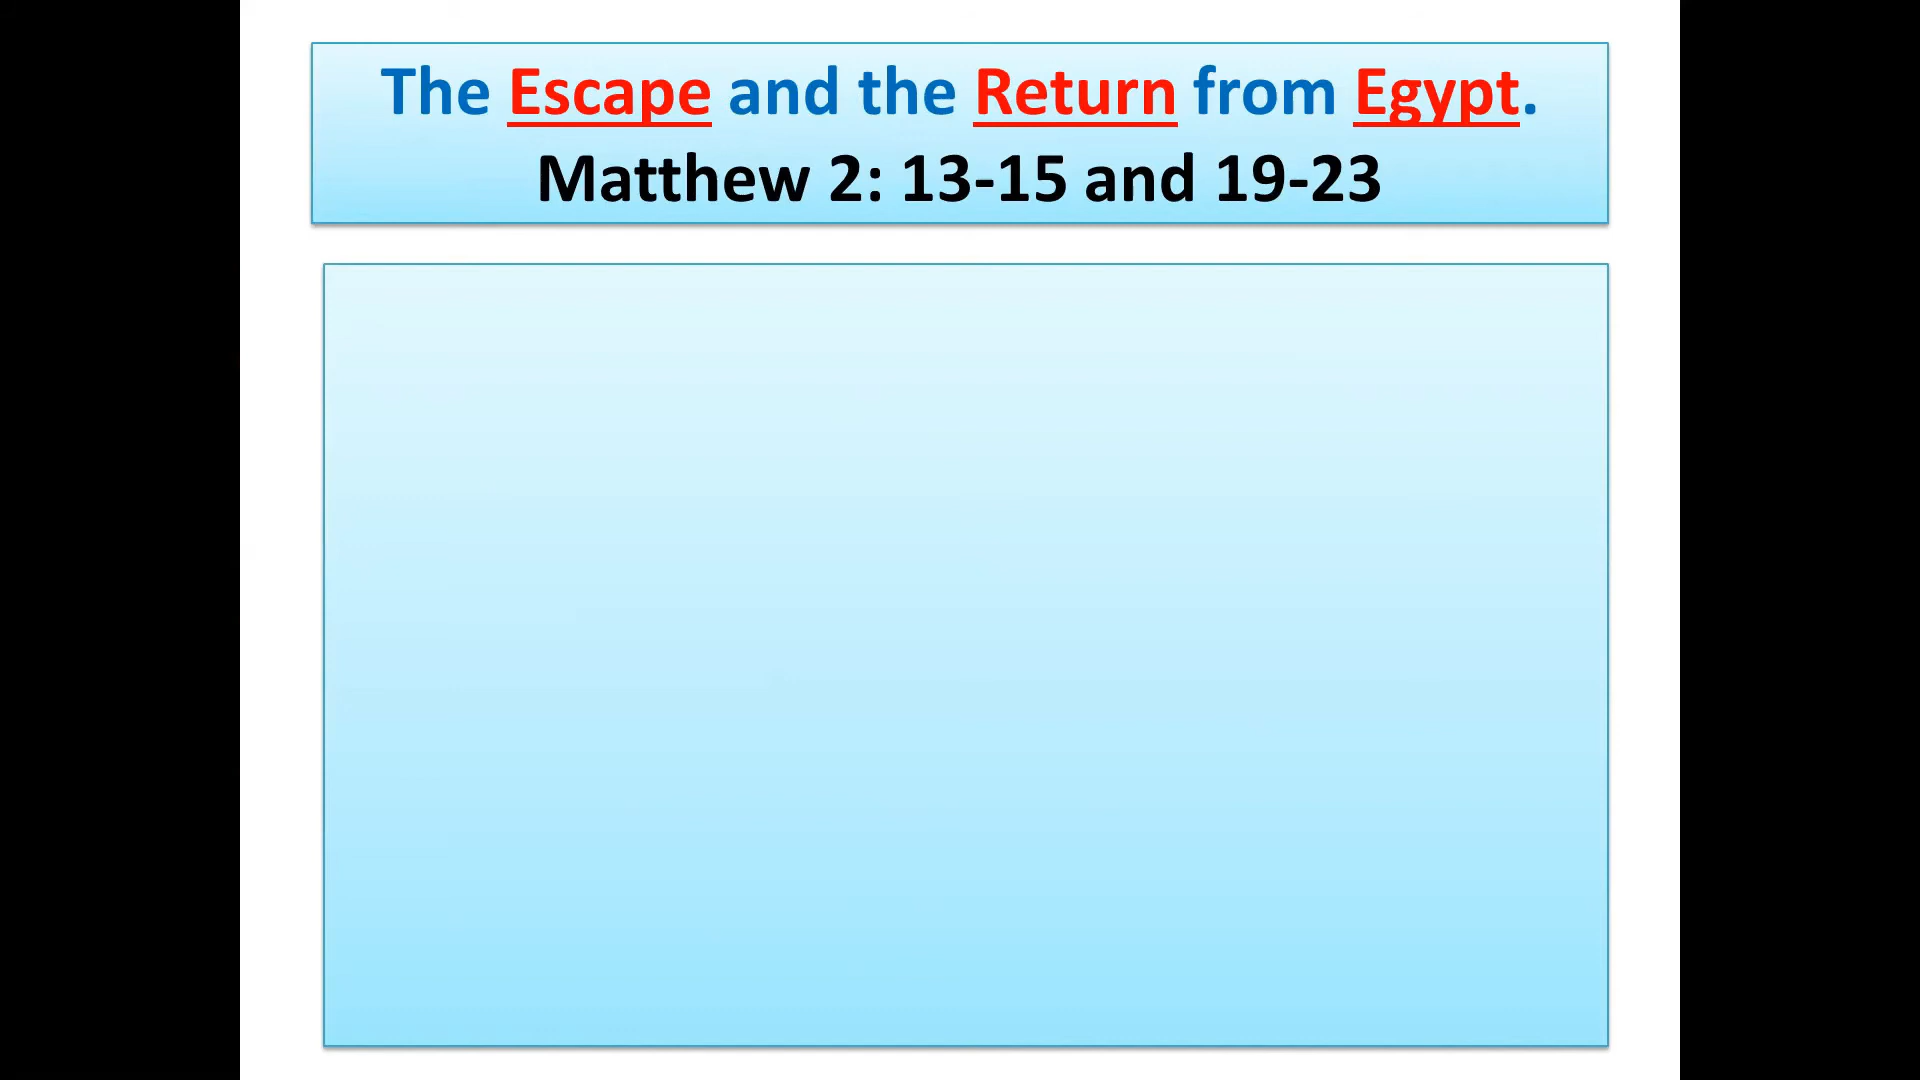 The Escape and the Return from Egypt.
Matthew 2: 13-15 and 19-23